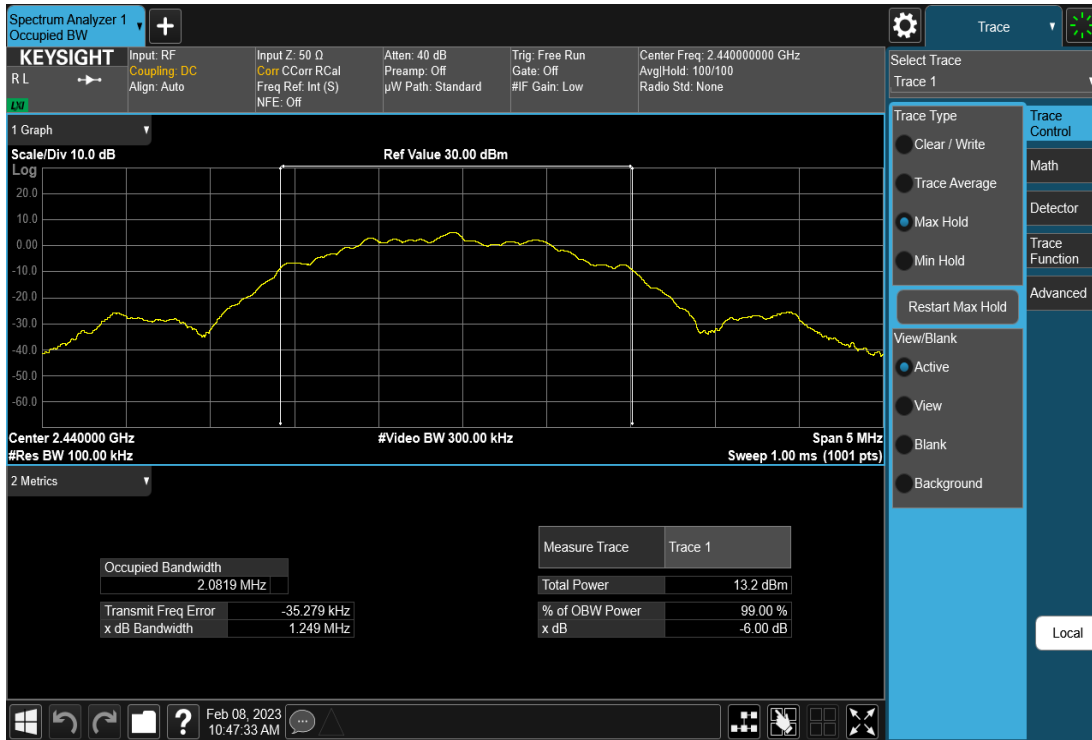 Spectrum Analyzer 1
Occupied BW
Trace
KEYSIGHT
R L
LXI
Input: RF
Coupling: DC
Align: Auto
Input Z: 50 Ω
Corr CCorr RCal
Freq Ref: Int (S)
NFE: Off
Atten: 40 dB
Preamp: Off
µW Path: Standard
Trig: Free Run
Gate: Off
#IF Gain: Low
Center Freq: 2.440000000 GHz
Avg|Hold: 100/100
Radio Std: None
Select Trace
Trace 1
1 Graph
Scale/Div 10.0 dB
Ref Value 30.00 dBm
Log
20.0
10.0
0.00
-10.0
-20.0
-30.0
-40.0
-50.0
-60.0
Center 2.440000 GHz
#Video BW 300.00 kHz
Span 5 MHz
#Res BW 100.00 kHz
Sweep 1.00 ms (1001 pts)
Trace Type
Clear / Write
Trace Average
Max Hold
Min Hold
Restart Max Hold
View/Blank
Active
View
Blank
Background
Trace
Control
Math
Detector
Trace
Function
Advanced
Local
2 Metrics
Occupied Bandwidth
2.0819 MHz
Transmit Freq Error -35.279 kHz
x dB Bandwidth 1.249 MHz
Measure Trace Trace 1
Total Power 13.2 dBm
% of OBW Power 99.00 %
x dB -6.00 dB
?
Feb 08, 2023
10:47:33 AM